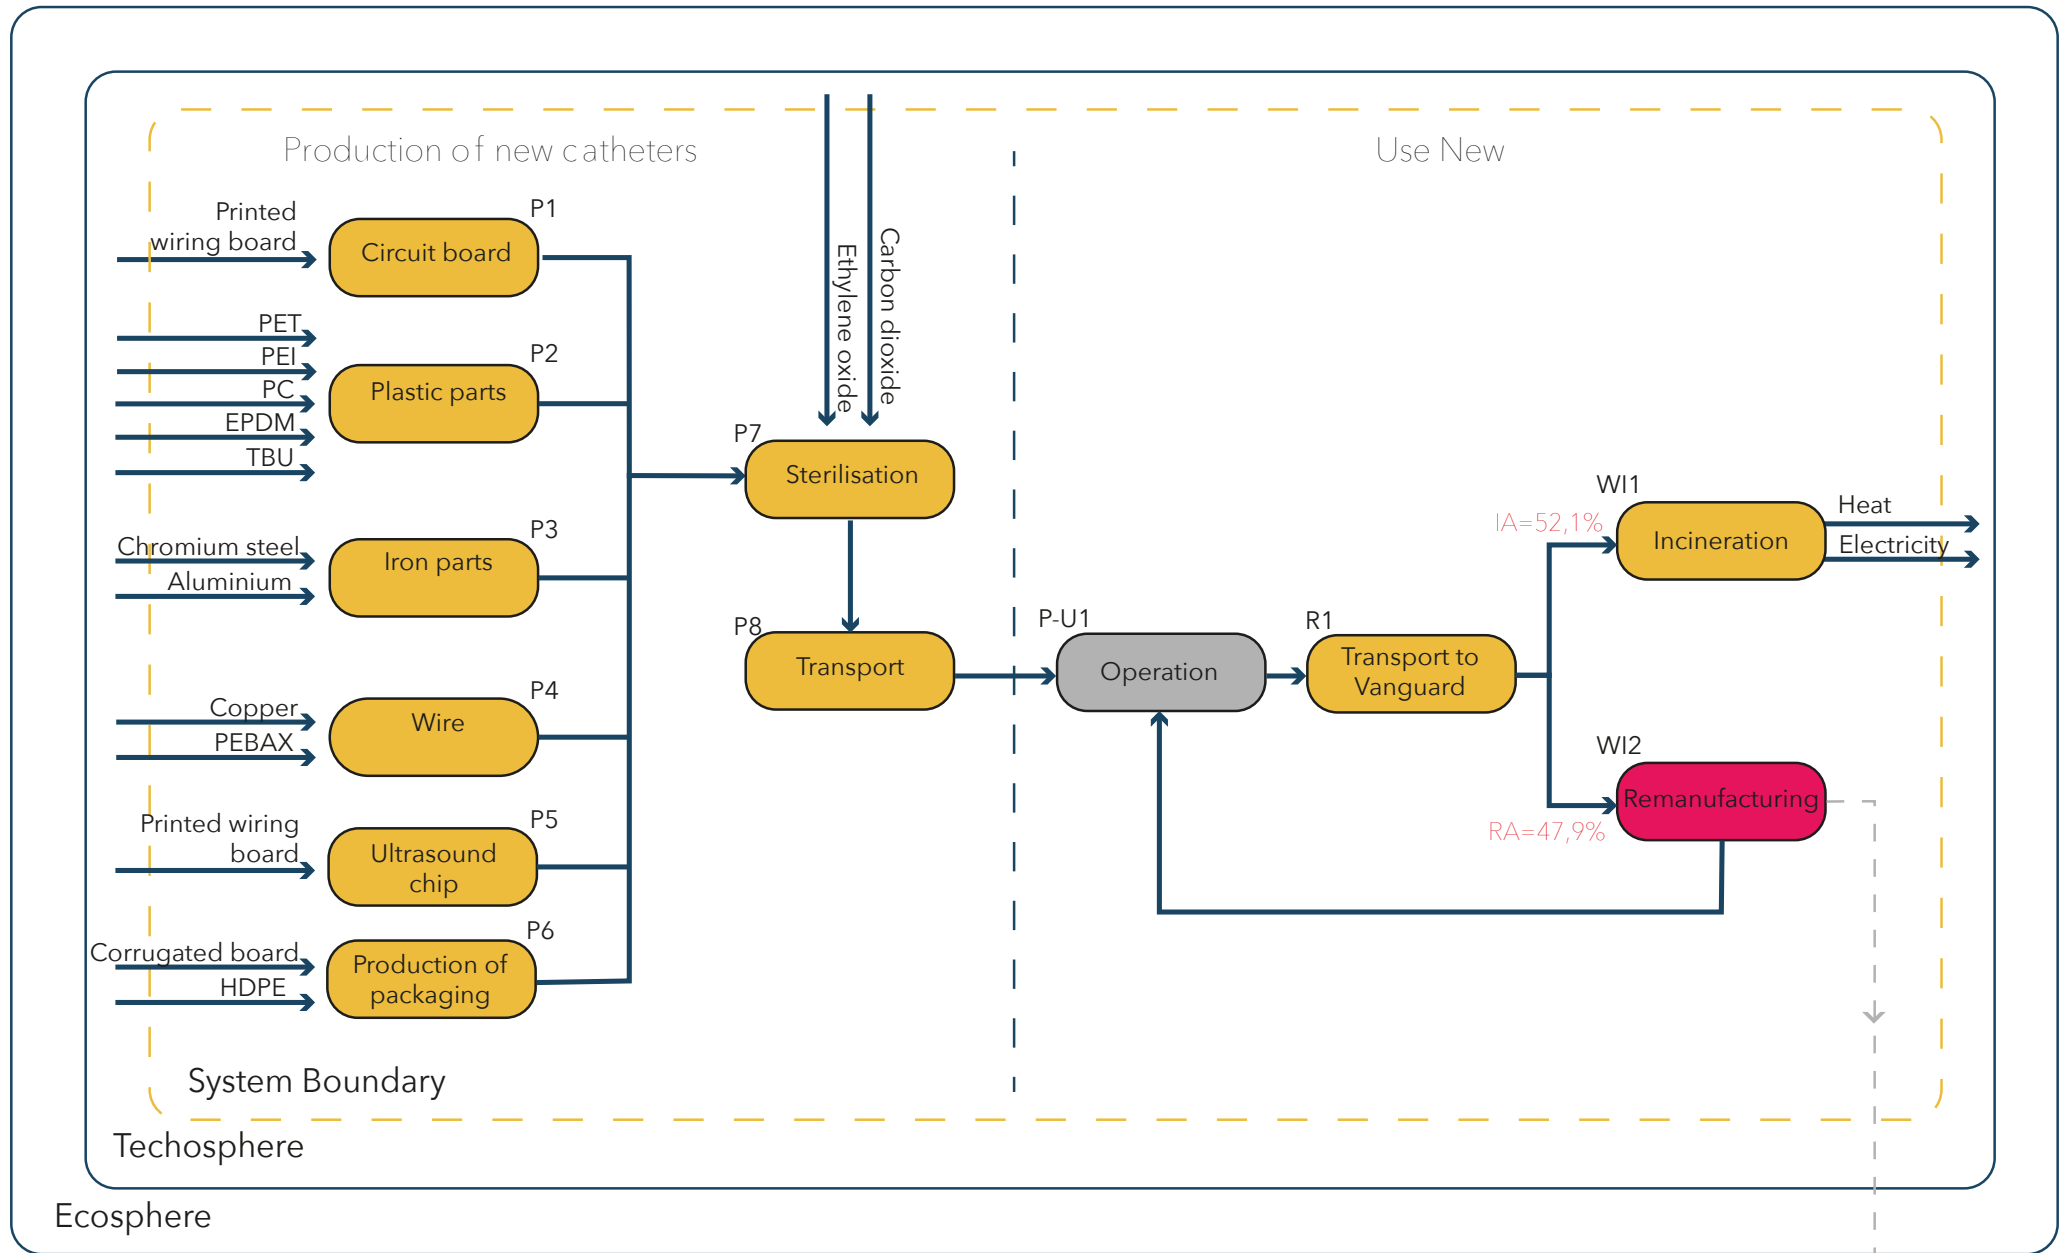 Production of new catheters
Use New
Printed
wiring board
P1
Circuit board
PET
PEI
PC
EPDM
TBU
P2
Plastic parts
Chromium steel
Aluminium
P3
Iron parts
Copper
PEBAX
P4
Wire
Printed wiring
board
P5
Ultrasound
chip
Corrugated board
HDPE
P6
Production of
packaging
Ethylene oxide
Carbon dioxide
P7
Sterilisation
P8
Transport
P-U1
Operation
R1
Transport to
Vanguard
IA=52,1%
WI1
Incineration
Heat
Electricity
RA=47,9%
WI2
Remanufacturing
System Boundary
Techosphere
Ecosphere